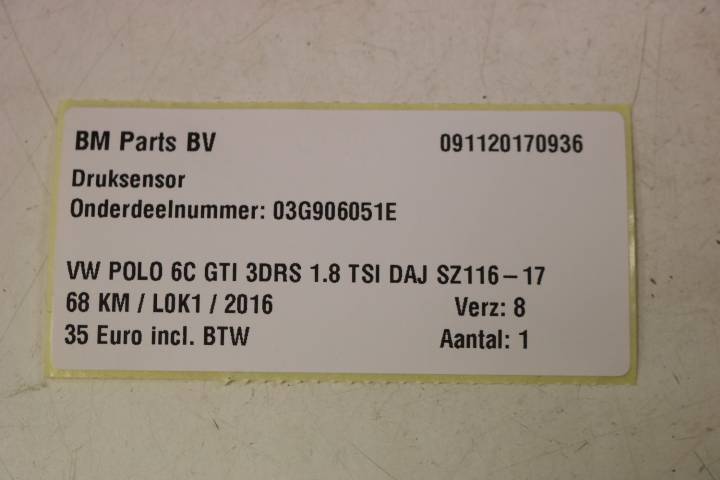 BM Parts BV 091120170936
Druksensor
Onderdeelnummer: 03G906051E
VW POLO 6C GTI 3DRS 1.8 TSI DAJ SZ116-17
68 KM / L0K1 / 2016 Verz: 8
35 Euro incl. BTW Aantal: 1